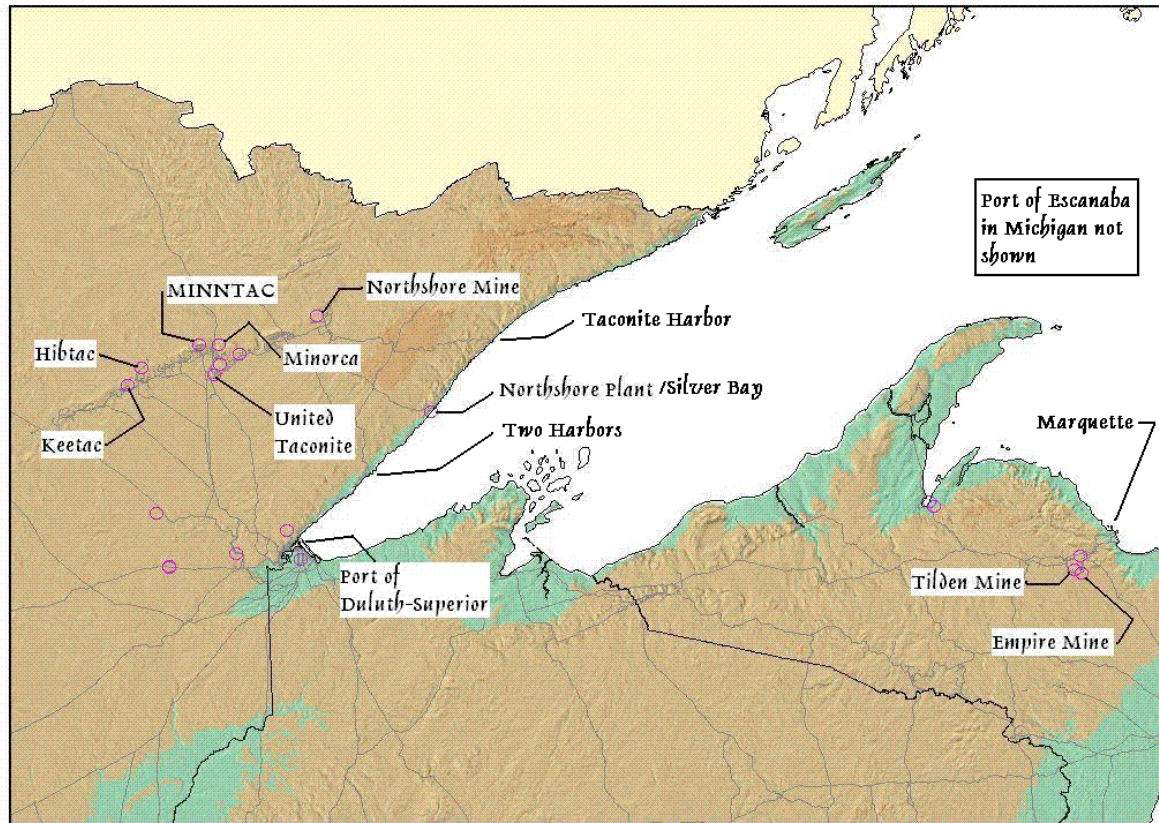 Port of Escanaba
in Michigan not
shown
Northshore Mine
MINNTAC
Taconite Harbor
Hibtac
Minorca
Northshore Plant /Silver Bay
United
Taconite
Keetac
Two Harbors
Marquette
Port of
Duluth-Superior
Tilden Mine
Empire Mine